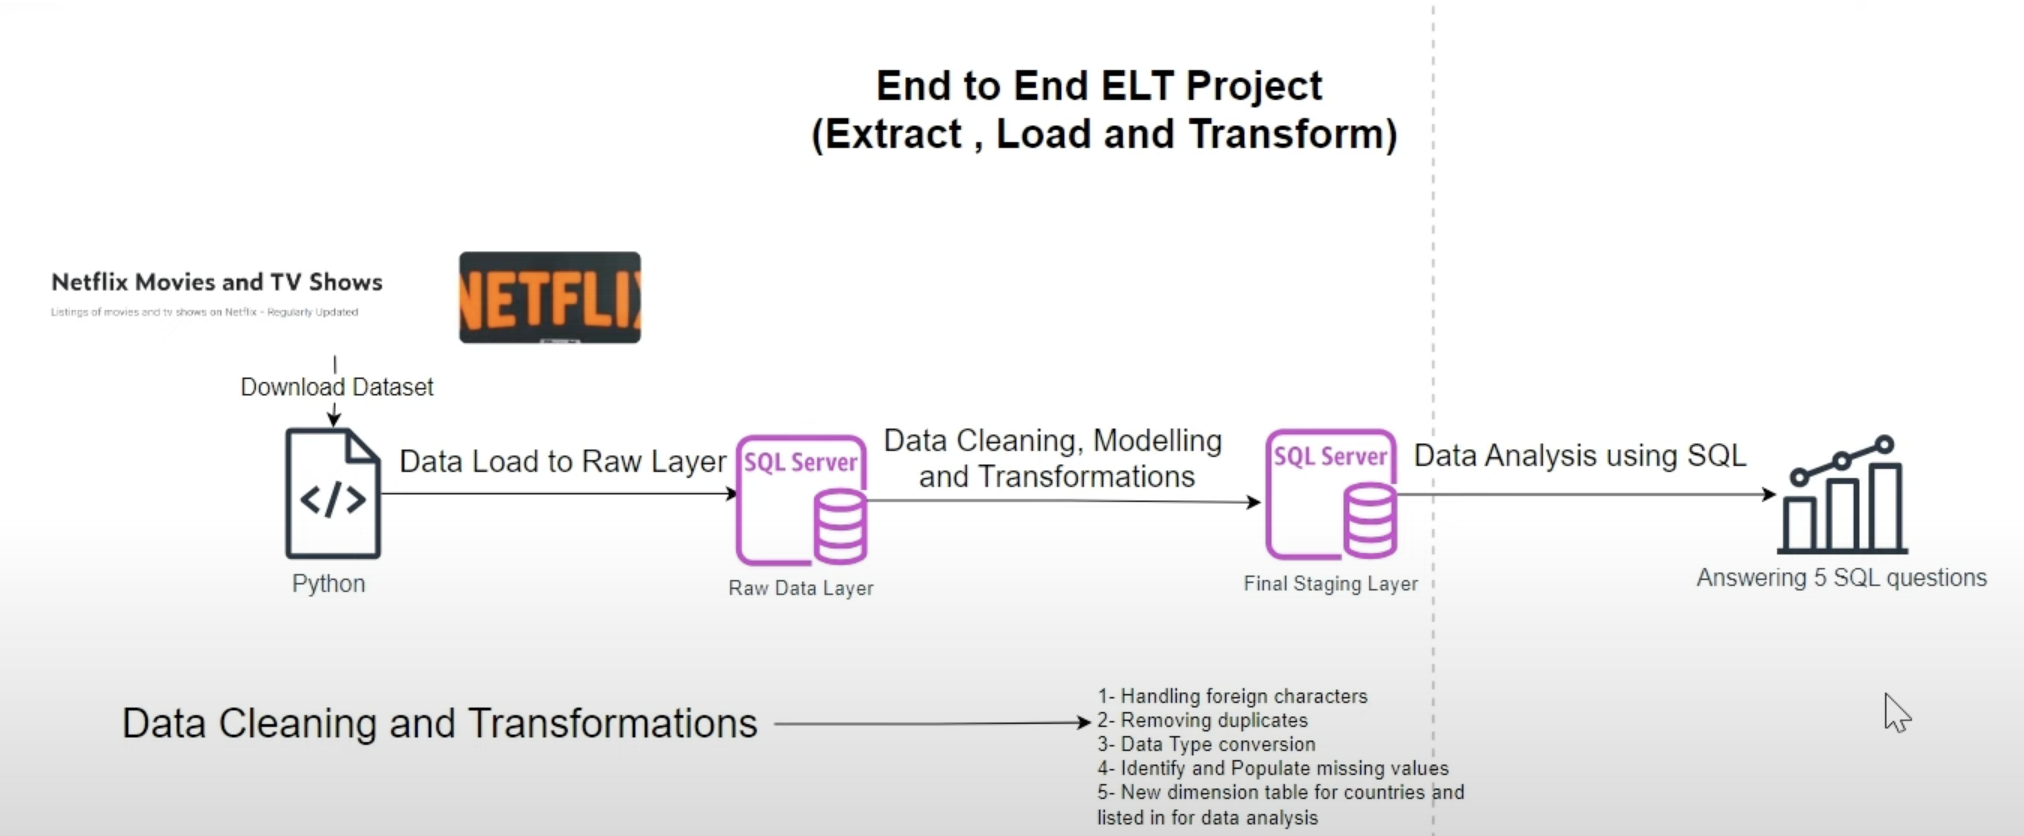 End to End ELT Project
(Extract , Load and Transform)
Netflix Movies and TV Shows
Listings of movies and tv shows on Netflix - Regularly Updated
NETFLIX
Download Dataset
Data Load to Raw Layer
SQL Server
Data Cleaning, Modelling
and Transformations
SQL Server
Data Analysis using SQL
</>
Python
Raw Data Layer
Final Staging Layer
Answering 5 SQL questions
Data Cleaning and Transformations
1- Handling foreign characters
2- Removing duplicates
3- Data Type conversion
4- Identify and Populate missing values
5- New dimension table for countries and
listed in for data analysis